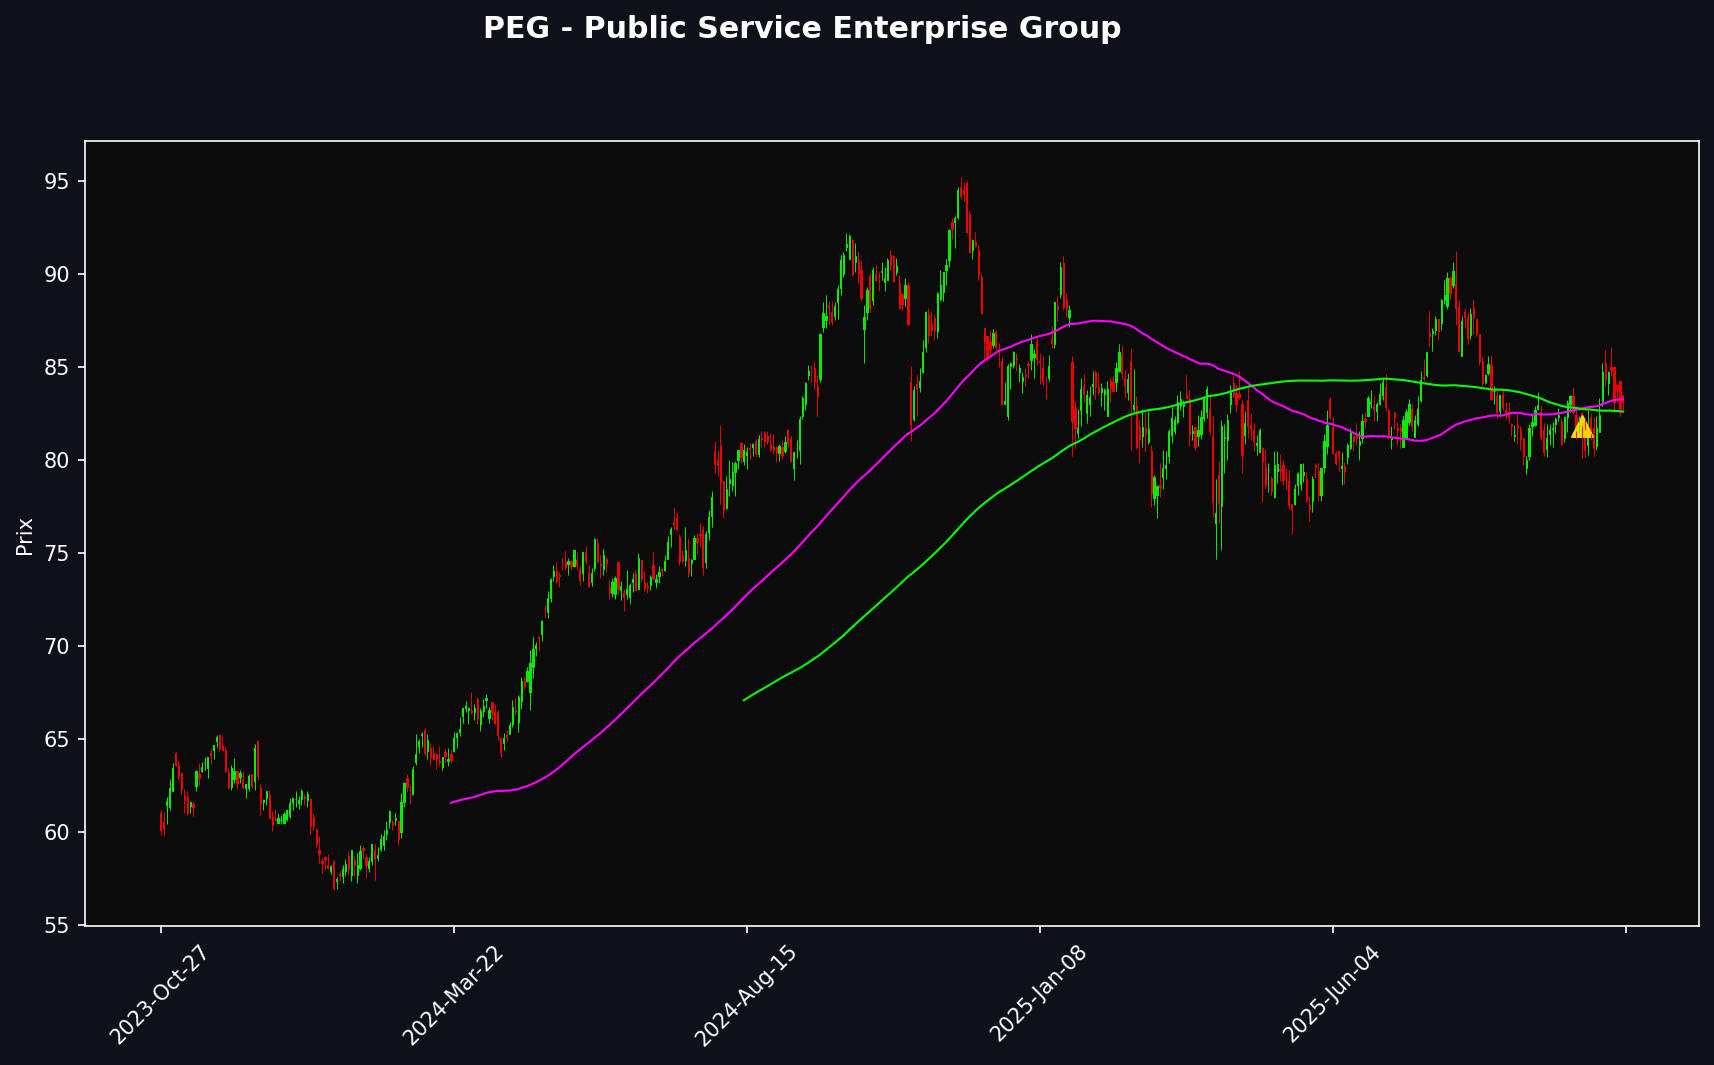 PEG - Public Service Enterprise Group
95
90
85
80
75
70
65
60
55
Prix
2023-Oct-27
2024-Mar-22
2024-Aug-15
2025-Jan-08
2025-Jun-04